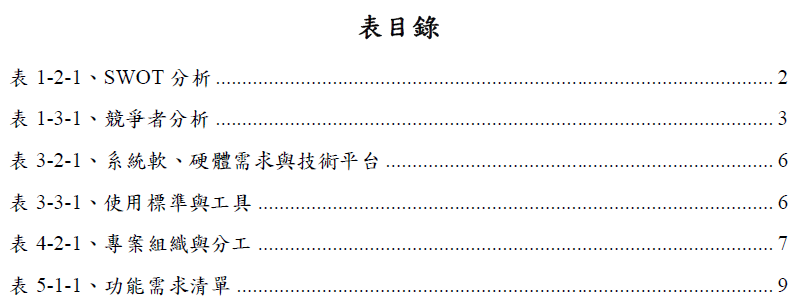 表目錄
表 1-2-1、SWOT 分析 2
表 1-3-1、競爭者分析 3
表 3-2-1、系統軟、硬體需求與技術平台 6
表 3-3-1、使用標準與工具 6
表 4-2-1、專案組織與分工 7
表 5-1-1、功能需求清單 9